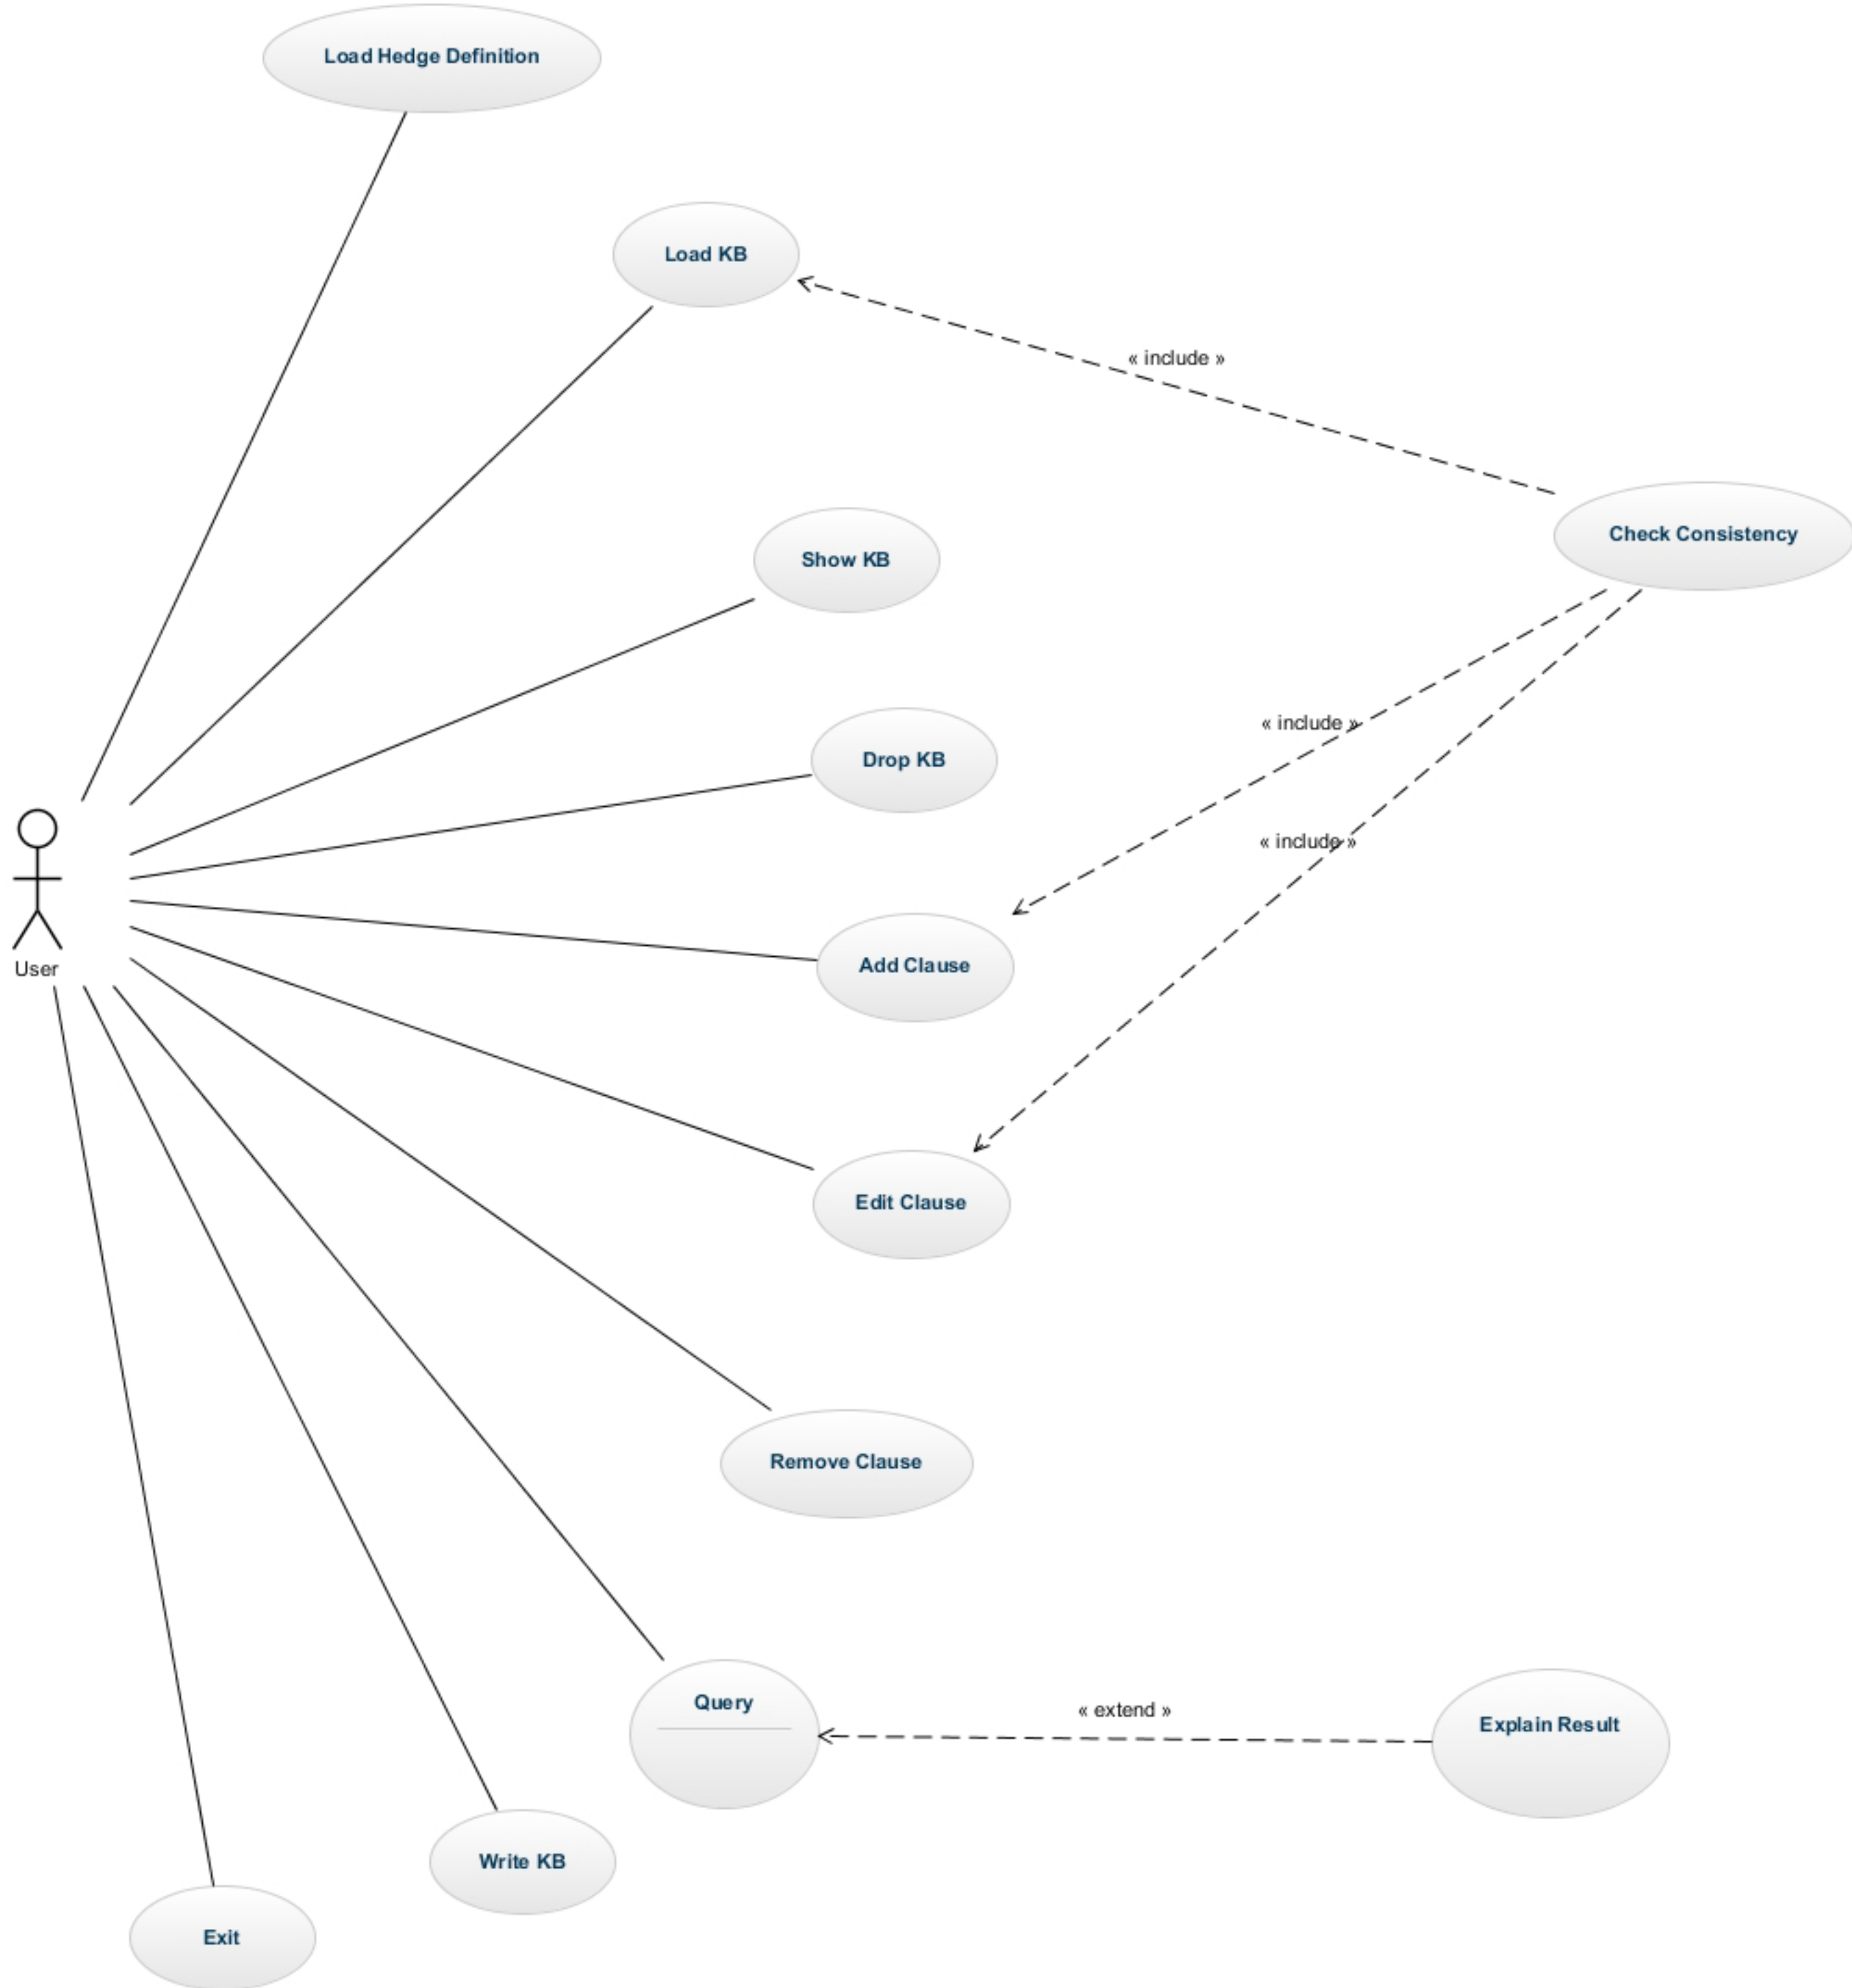 Load Hedge Definition
Load KB
« include »
Check Consistency
Show KB
« include »
Drop KB
« include »
Add Clause
User
Edit Clause
Remove Clause
Query
« extend »
Explain Result
Write KB
Exit